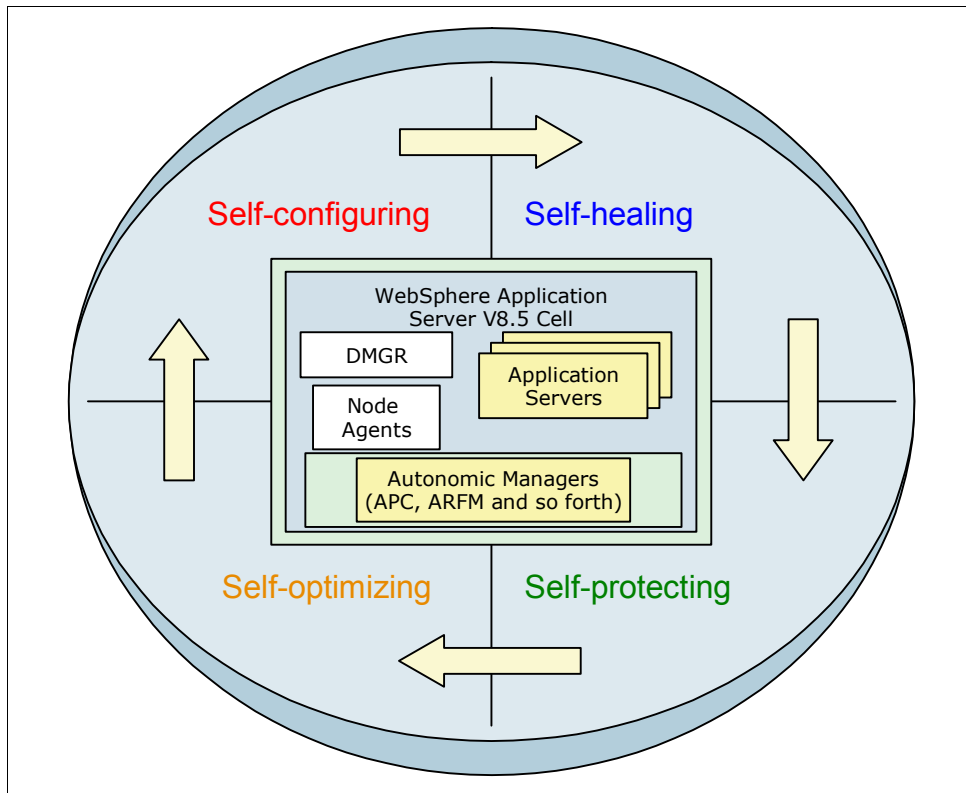 Self-configuring
Self-healing
WebSphere Application
Server V8.5 Cell
DMGR
Application
Servers
Node
Agents
Autonomic Managers
(APC, ARFM and so forth)
Self-optimizing
Self-protecting